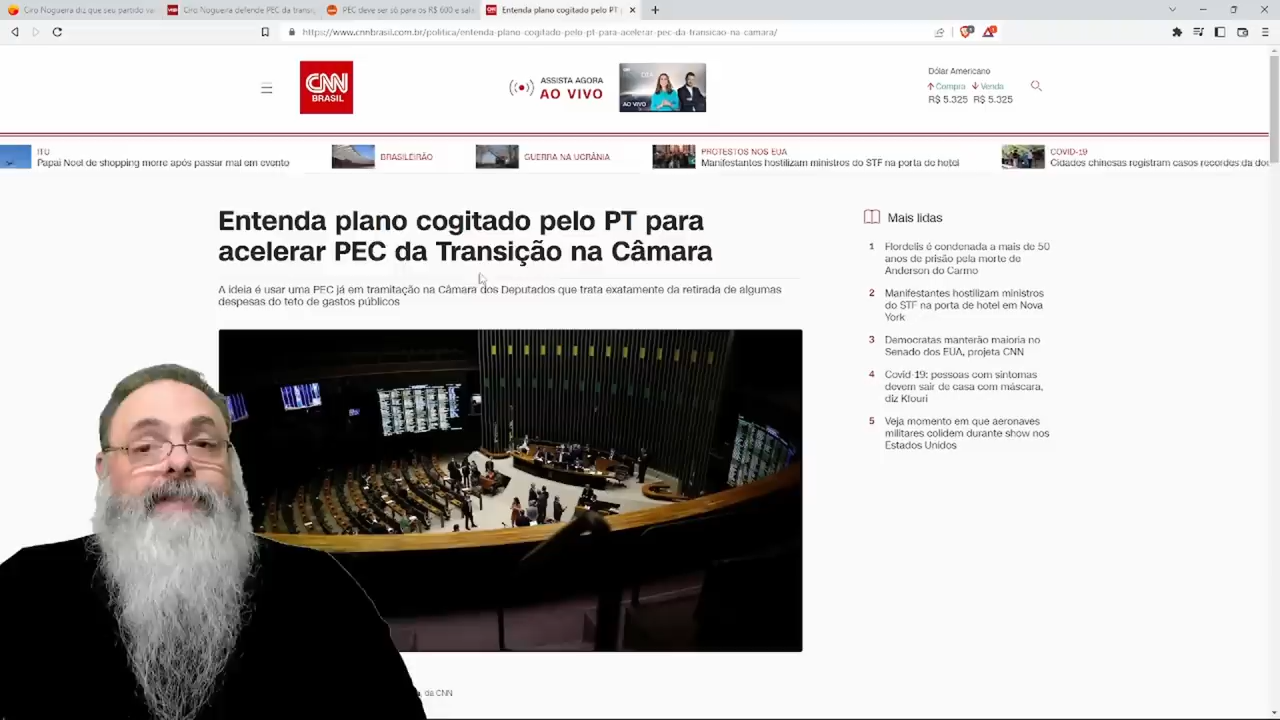 Ciro Nogueira diz que seu partido va
Ciro Nogueira defende PEC da transiç
PEC deve ser só para os R$ 600 e salá
Entenda plano cogitado pelo PT p
https://www.cnnbrasil.com.br/politica/entenda-plano-cogitado-pelo-pt-para-acelerar-pec-da-transicao-na-camara/
CNN
BRASIL
ASSISTA AGORA
AO VIVO
AO VIVO
Dólar Americano
Compra Venda
R$ 5.325 R$ 5.325
ITU
Papai Noel de shopping morre após passar mal em evento
BRASILEIRÃO
GUERRA NA UCRÂNIA
PROTESTOS NOS EUA
Manifestantes hostilizam ministros do STF na porta de hotel
COVID-19
Cidades chinesas registram casos recordes da do
Entenda plano cogitado pelo PT para
acelerar PEC da Transição na Câmara
A ideia é usar uma PEC já em tramitação na Câmara dos Deputados que trata exatamente da retirada de algumas
despesas do teto de gastos públicos
Mais lidas
1 Flordelis é condenada a mais de 50
anos de prisão pela morte de
Anderson do Carmo
2 Manifestantes hostilizam ministros
do STF na porta de hotel em Nova
York
3 Democratas manterão maioria no
Senado dos EUA, projeta CNN
4 Covid-19: pessoas com sintomas
devem sair de casa com máscara,
diz Kfouri
5 Veja momento em que aeronaves
militares colidem durante show nos
Estados Unidos
, da CNN